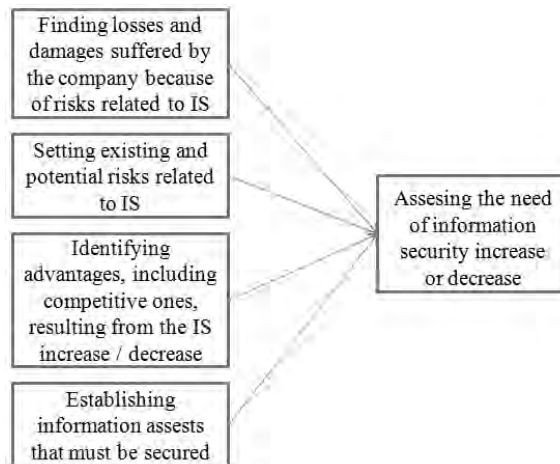 Finding losses and
damages suffered by
the company because
of risks related to IS
Setting existing and
potential risks related
to IS
Identifying
advantages, including
competitive ones,
resulting from the IS
increase / decrease
Establishing
information assests
that must be secured
Assesing the need
of information
security increase
or decrease